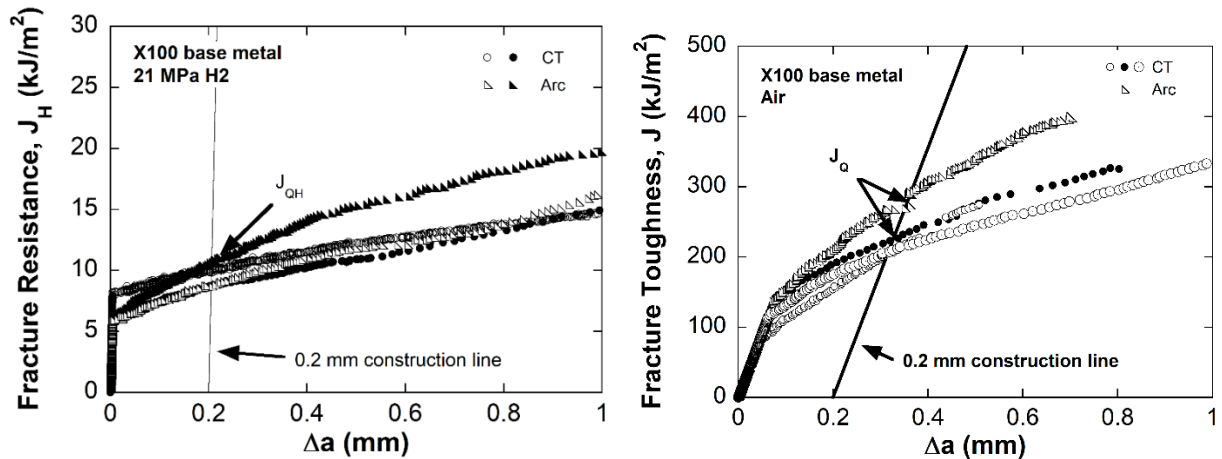 Fracture Resistance, J_H (kJ/m²)
30
25
20
15
10
5
0
X100 base metal
21 MPa H2
CT
Arc
J_QH
0.2 mm construction line
0 0.2 0.4 0.6 0.8 1
Δa (mm)
Fracture Toughness, J (kJ/m²)
500
400
300
200
100
0
X100 base metal
Air
CT
Arc
J_Q
0.2 mm construction line
0 0.2 0.4 0.6 0.8 1
Δa (mm)